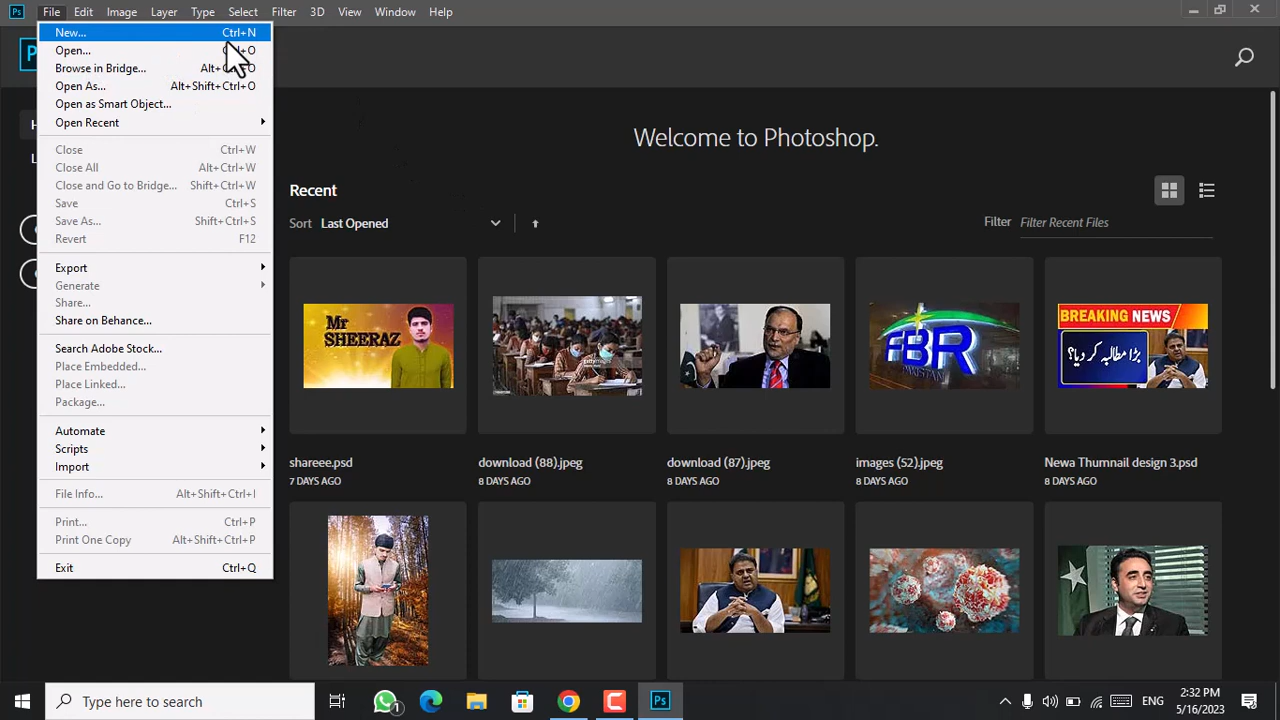 Ps File Edit Image Layer Type Select Filter 3D View Window Help
New... Ctrl+N
Open...
Browse in Bridge...
Open As... Alt+Shift+Ctrl+O
Open as Smart Object...
Open Recent
Close Ctrl+W
Close All Alt+Ctrl+W
Close and Go to Bridge... Shift+Ctrl+W
Save Ctrl+S
Save As... Shift+Ctrl+S
Revert F12
Export
Generate
Share...
Share on Behance...
Search Adobe Stock...
Place Embedded...
Place Linked...
Package...
Automate
Scripts
Import
File Info... Alt+Shift+Ctrl+I
Print... Ctrl+P
Print One Copy Alt+Shift+Ctrl+P
Exit Ctrl+Q
Welcome to Photoshop.
Recent
Sort Last Opened
Filter Filter Recent Files
Mr
SHEERAZ
gettyimages
FBR
PAKISTAN
BREAKING NEWS
بڑا مطالبہ کر دیا؟
shareee.psd
download (88).jpeg
download (87).jpeg
images (52).jpeg
Newa Thumnail design 3.psd
7 DAYS AGO
8 DAYS AGO
8 DAYS AGO
8 DAYS AGO
8 DAYS AGO
Type here to search
1
Ps
ENG
2:32 PM
5/16/2023